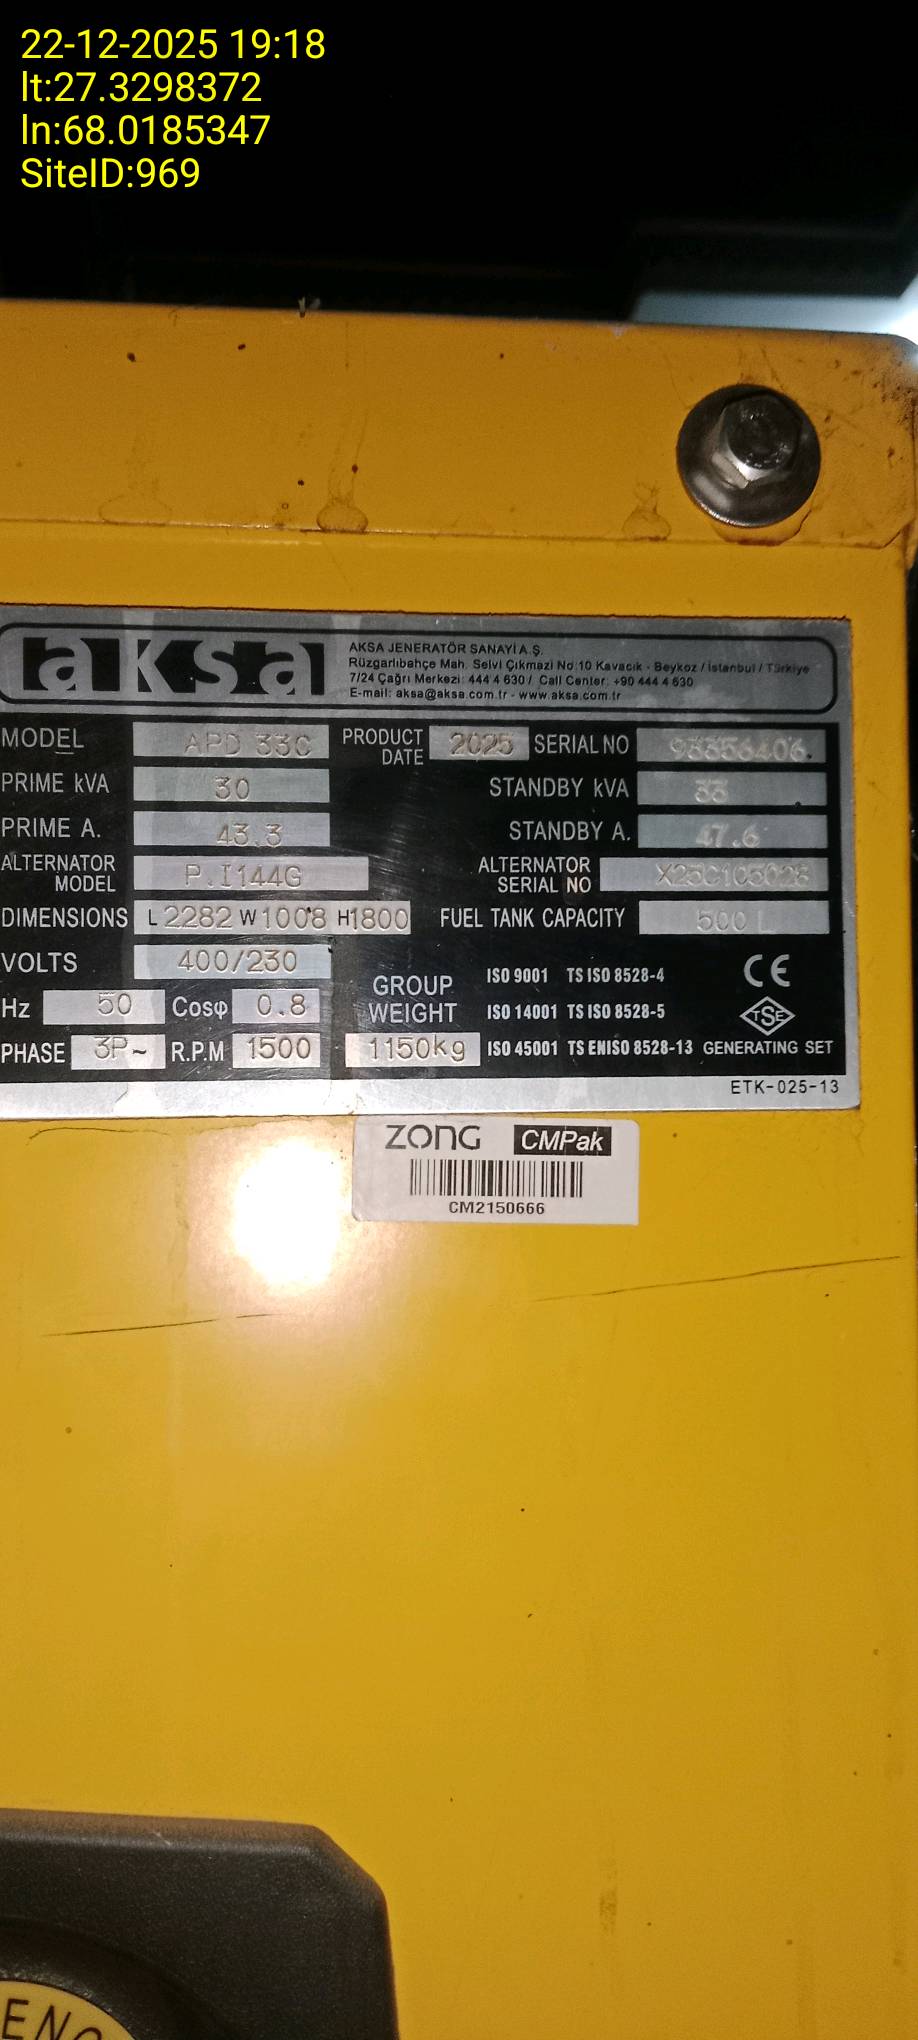 22-12-2025 19:18
lt:27.3298372
ln:68.0185347
SiteID:969
aksa
AKSA JENERATÖR SANAYİ A.Ş.
Rüzgarlıbahçe Mah. Selvi Çıkmazi No:10 Kavacık - Beykoz / İstanbul / Türkiye
7/24 Çağrı Merkezi: 444 4 630 / Call Center: +90 444 4 630
E-mail: aksa@aksa.com.tr - www.aksa.com.tr
MODEL APD 33C PRODUCT DATE 2025 SERIAL NO 93356406.
PRIME kVA 30 STANDBY kVA 33
PRIME A. 43.3 STANDBY A. 47.6
ALTERNATOR MODEL P.I144G ALTERNATOR SERIAL NO X25C105028
DIMENSIONS L 2282 W 1008 H1800 FUEL TANK CAPACITY 500 L
VOLTS 400/230 GROUP WEIGHT 1150kg
Hz 50 Cosφ 0.8
PHASE 3P~ R.P.M 1500
ISO 9001 TS ISO 8528-4 CE
ISO 14001 TS ISO 8528-5 TSE
ISO 45001 TS ENISO 8528-13 GENERATING SET
ETK-025-13
ZONG CMPak
CM2150666